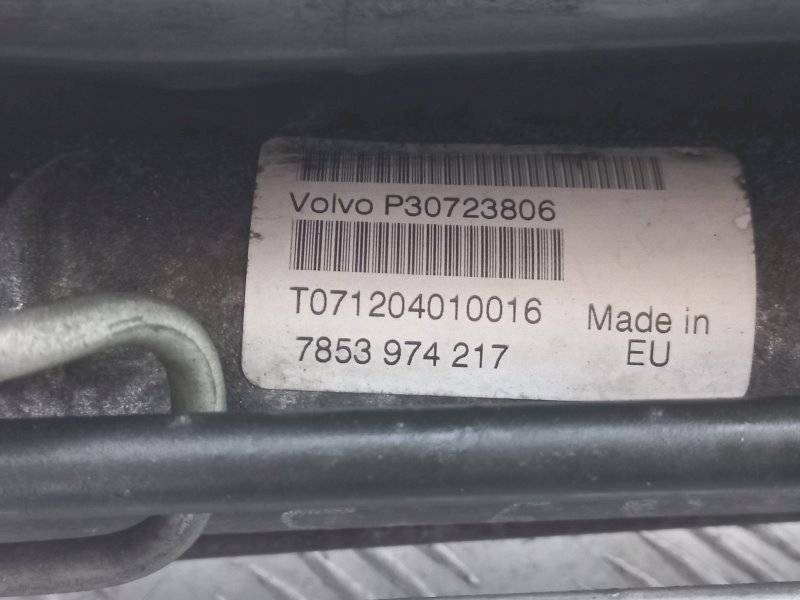 Volvo P30723806
T071204010016
Made in
7853 974 217
EU